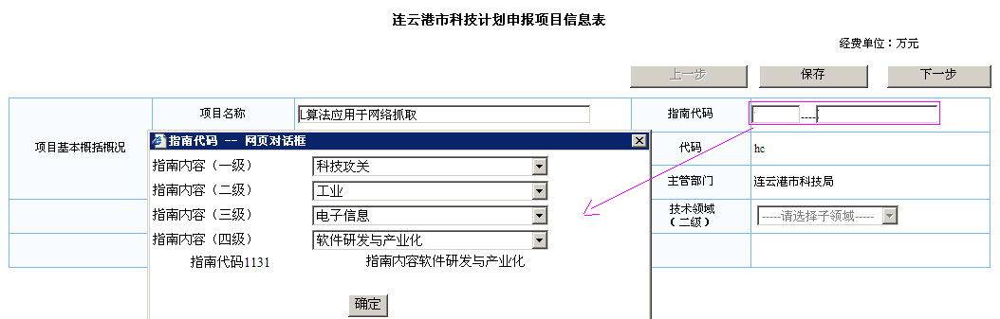 连云港市科技计划申报项目信息表
经费单位：万元
上一步 保存 下一步
项目基本概括概况 项目名称 L算法应用于网络抓取 指南代码 ----
代码 hc
主管部门 连云港市科技局
技术领域
（二级） -----请选择子领域-----
指南代码 -- 网页对话框
指南内容（一级） 科技攻关
指南内容（二级） 工业
指南内容（三级） 电子信息
指南内容（四级） 软件研发与产业化
指南代码1131 指南内容软件研发与产业化
确定